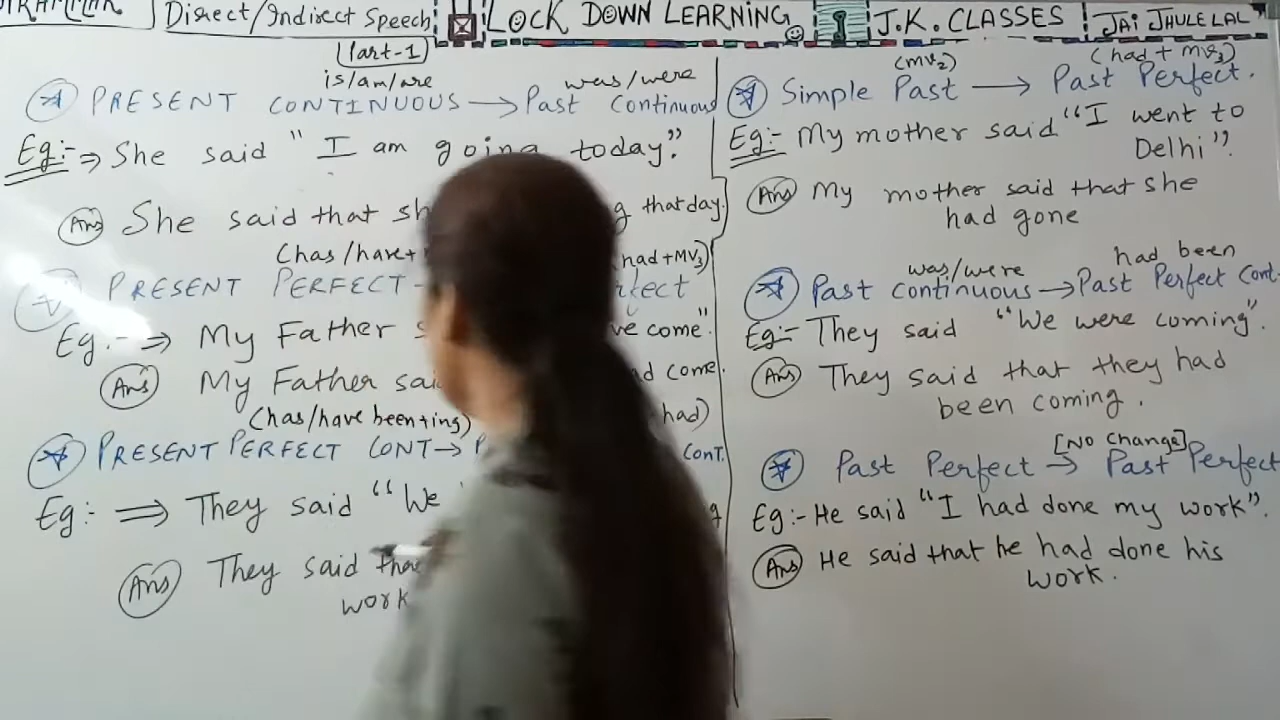 Direct/Indirect Speech
Part-1
LOCK DOWN LEARNING
J.K. CLASSES
JAI JHULELAL
is/am/are
was/were
PRESENT CONTINUOUS → Past Continuous
Eg:- ⇒ She said " I am going today."
Ans She said that that day.
(has/have+
had+MV3)
PRESENT PERFECT
Eg.- ⇒ My Father come"
Ans My Father come.
(has/have been+ing)
had)
PRESENT PERFECT CONT → CONT.
Eg:- ⇒ They said "We
Ans They said that
work
(mv2)
(had + mv3)
Simple Past → Past Perfect.
Eg:- My mother said "I went to
Delhi".
Ans My mother said that she
had gone
was/were
had been
Past continuous → Past Perfect Cont.
Eg:- They said "We were coming".
Ans They said that they had
been coming.
[No change]
Past Perfect → Past Perfect
Eg:- He said "I had done my work".
Ans He said that he had done his
work.